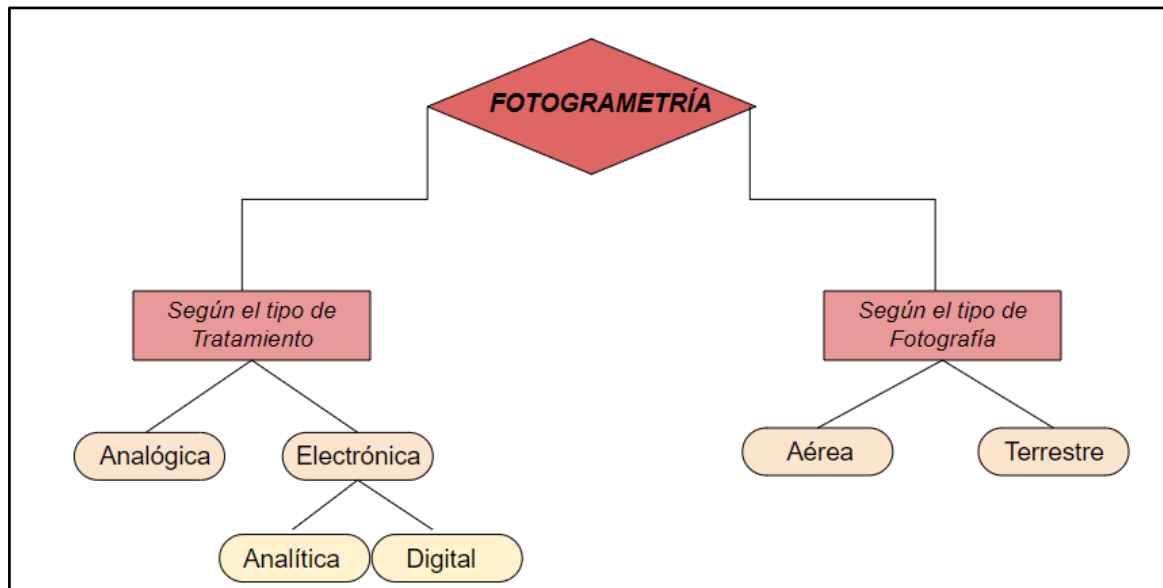 FOTOGRAMETRÍA
Según el tipo de
Tratamiento
Según el tipo de
Fotografía
Analógica
Electrónica
Aérea
Terrestre
Analítica
Digital